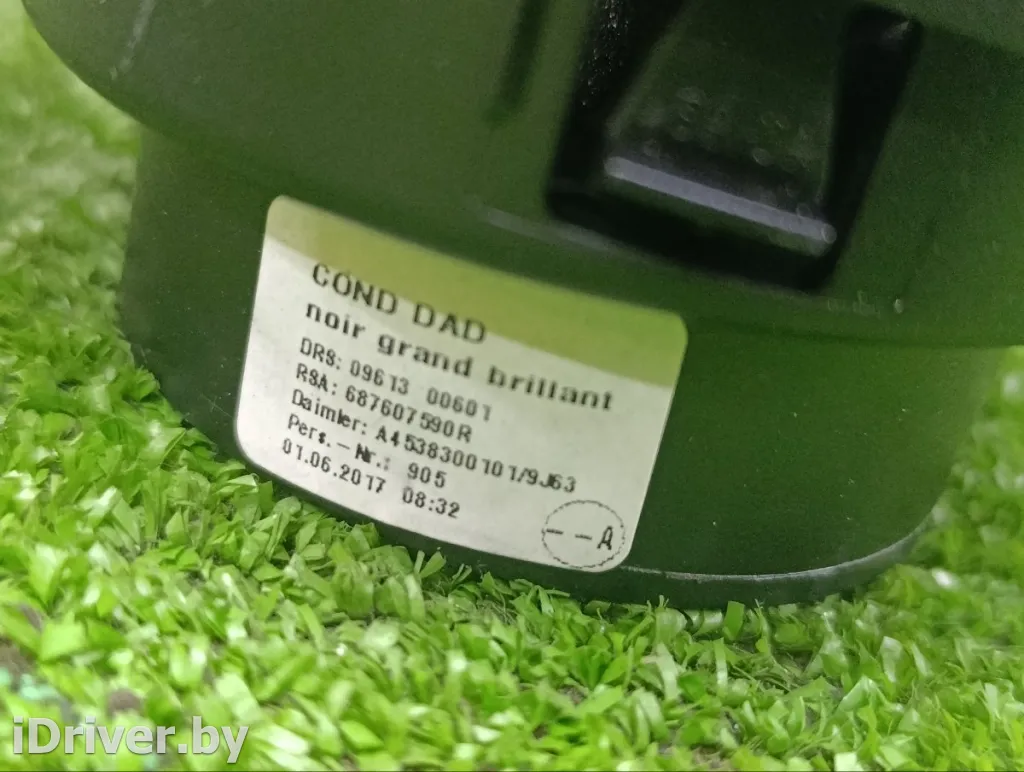 COND DAD
noir grand brillant
DRS: 09613 00601
RSA: 687607590R
Daimler: A4538300101/9J63
Pers.-Nr.: 905
01.06.2017 08:32
--A
iDriver.by